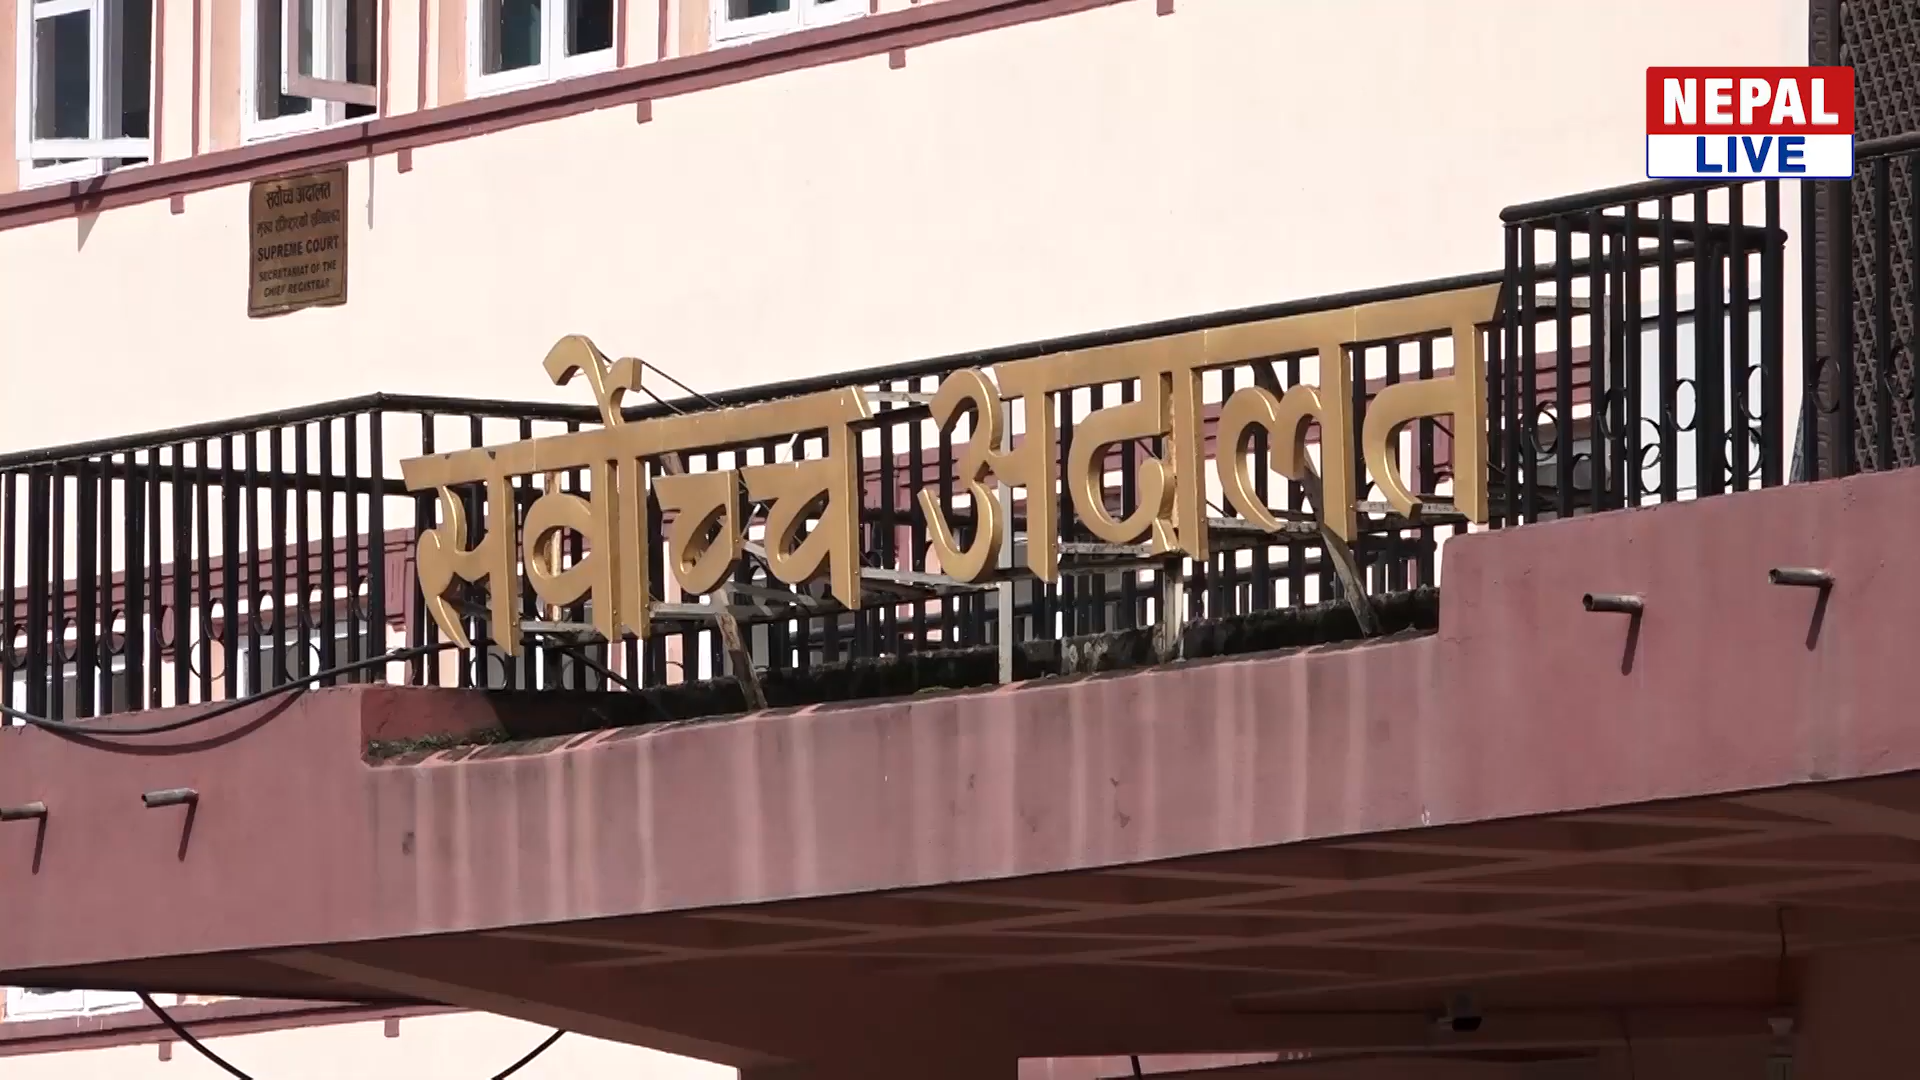 NEPAL
LIVE
सर्वोच्च अदालत
मुख्य रजिष्ट्रारको सचिवालय
SUPREME COURT
SECRETARIAT OF THE
CHIEF REGISTRAR
सर्वोच्च अदालत